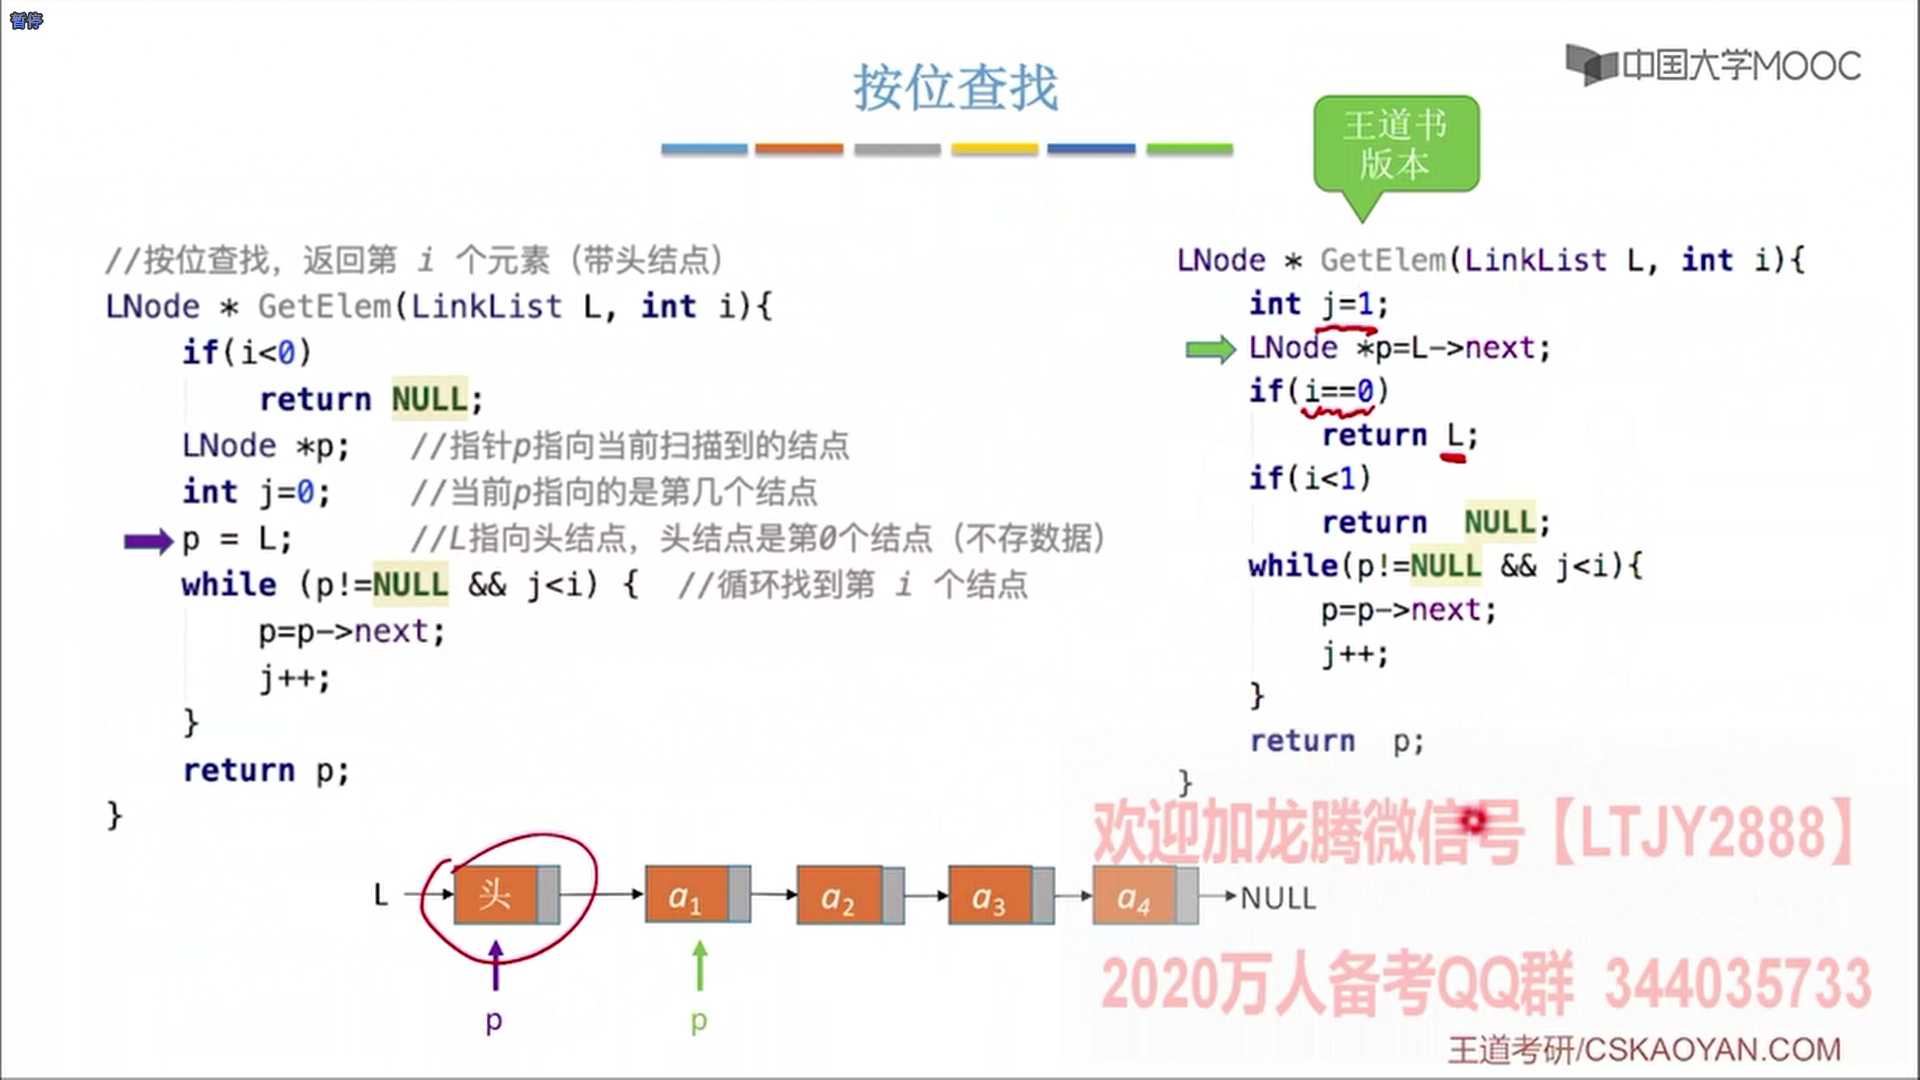 暂停
按位查找
中国大学MOOC
王道书
版本
//按位查找，返回第 i 个元素（带头结点）
LNode * GetElem(LinkList L, int i){
if(i<0)
return NULL;
LNode *p; //指针p指向当前扫描到的结点
int j=0; //当前p指向的是第几个结点
p = L; //L指向头结点，头结点是第0个结点（不存数据）
while (p!=NULL && j<i) { //循环找到第 i 个结点
p=p->next;
j++;
}
return p;
}
LNode * GetElem(LinkList L, int i){
int j=1;
LNode *p=L->next;
if(i==0)
return L;
if(i<1)
return NULL;
while(p!=NULL && j<i){
p=p->next;
j++;
}
return p;
}
欢迎加龙腾微信号【LTJY2888】
L 头 a1 a2 a3 a4 NULL
p p
2020万人备考QQ群 344035733
王道考研/CSKAOYAN.COM